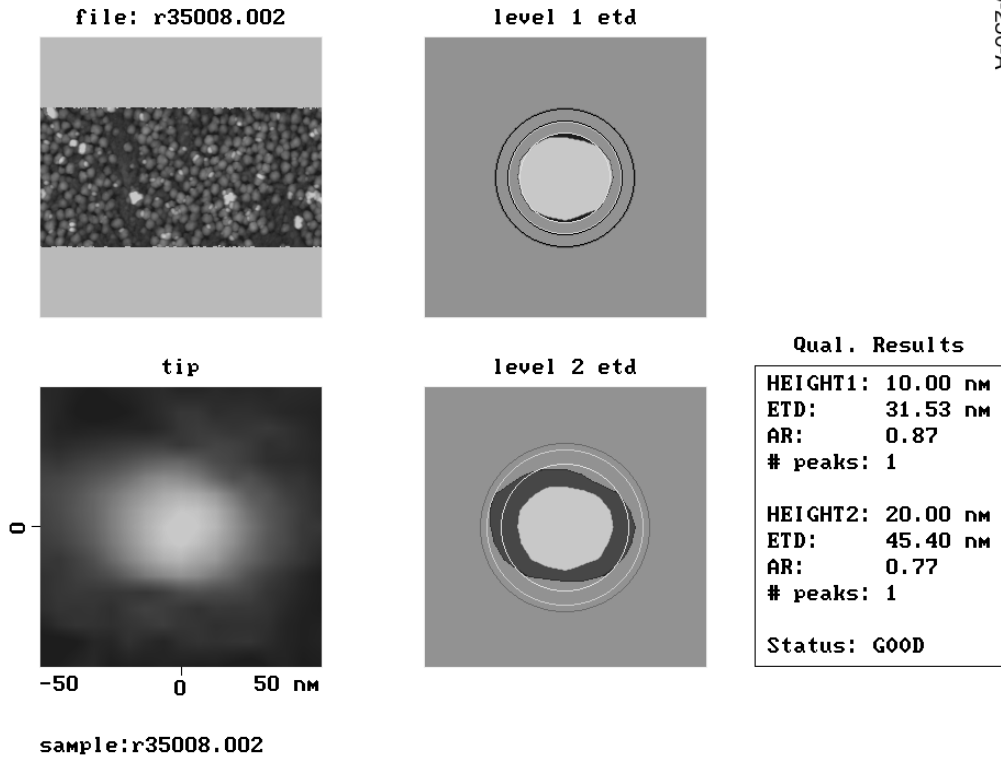 file: r35008.002
level 1 etd
tip
level 2 etd
0
-50 0 50 nm
sample:r35008.002
Qual. Results
HEIGHT1: 10.00 nm
ETD: 31.53 nm
AR: 0.87
# peaks: 1
HEIGHT2: 20.00 nm
ETD: 45.40 nm
AR: 0.77
# peaks: 1
Status: GOOD